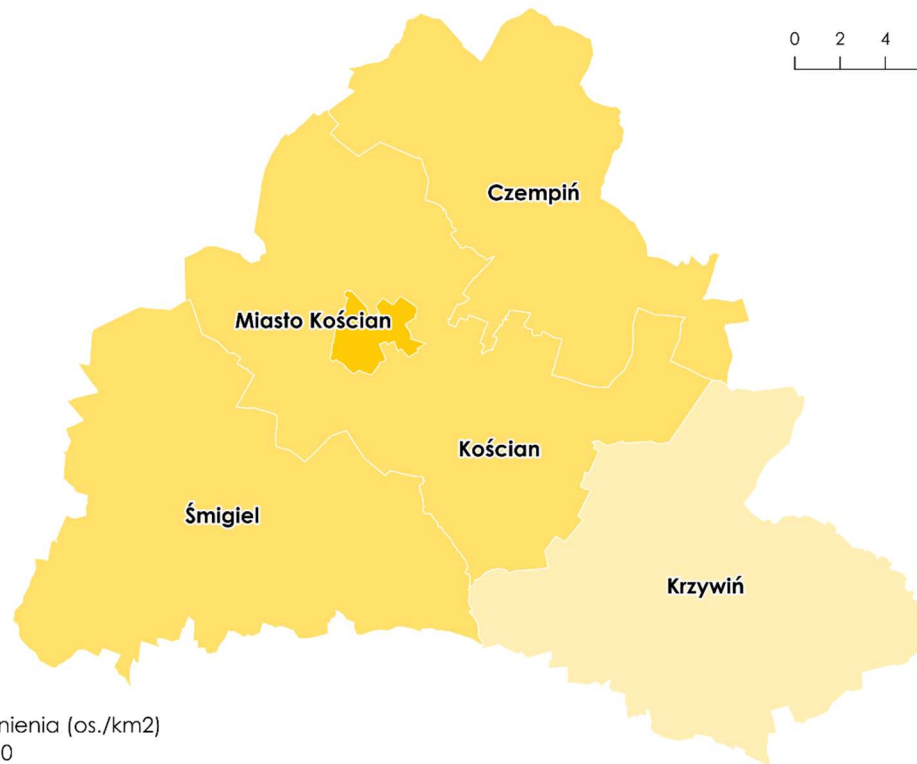 0 2 4
Czempiń
Miasto Kościan
Kościan
Śmigiel
Krzywiń
nienia (os./km2)
0